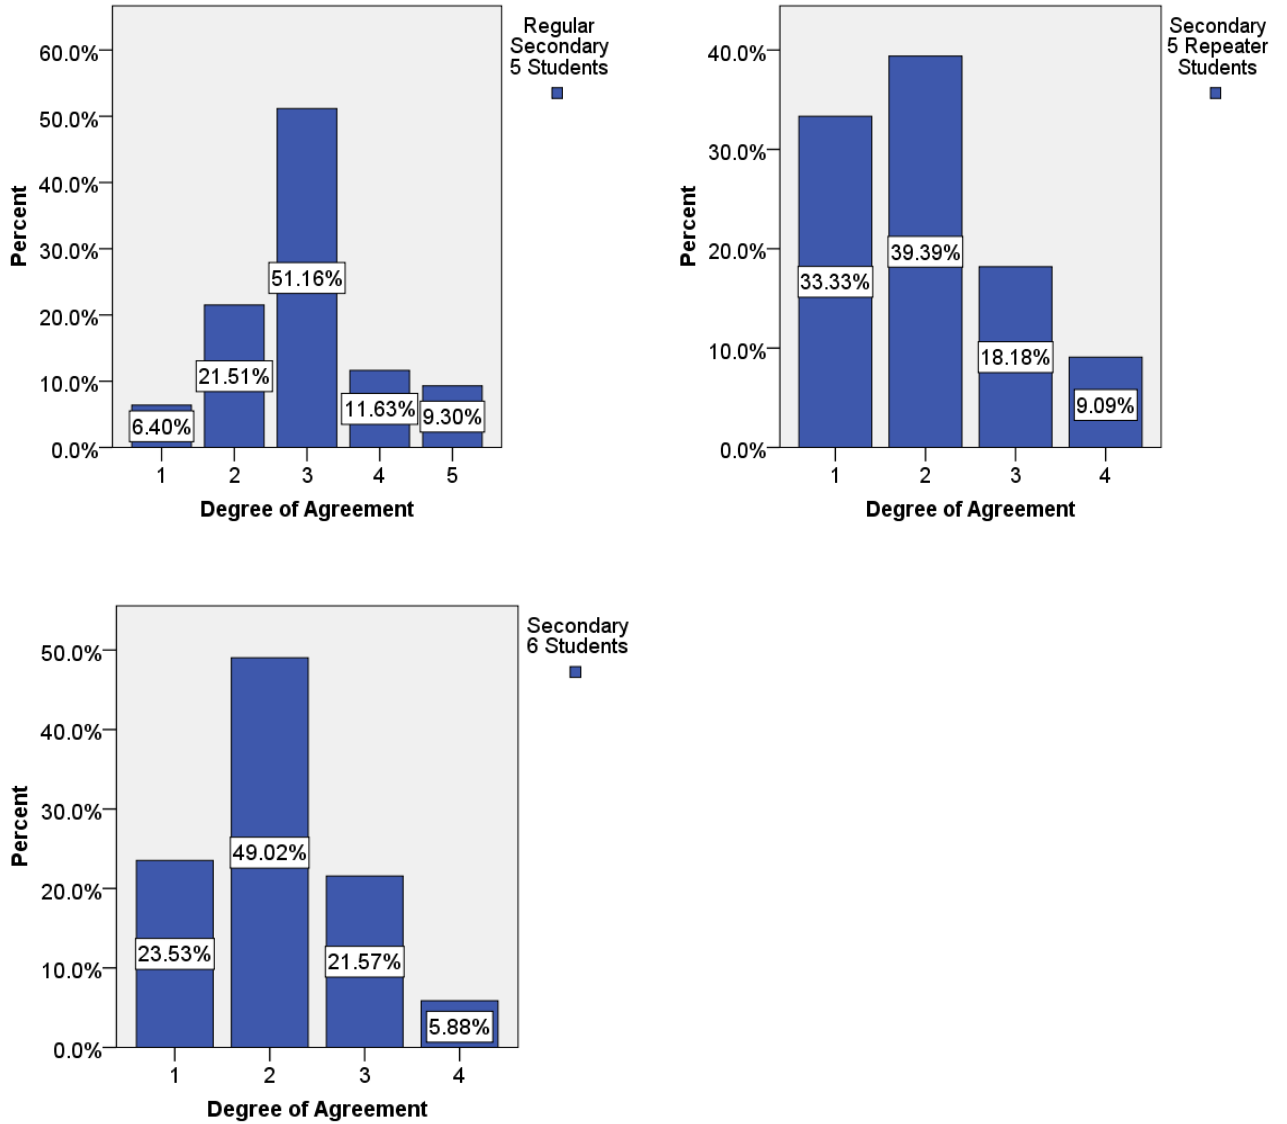 Regular
Secondary
5 Students
60.0%
50.0%
40.0%
30.0%
20.0%
10.0%
0.0%
Percent
6.40%
21.51%
51.16%
11.63%
9.30%
1 2 3 4 5
Degree of Agreement
Secondary
5 Repeater
Students
40.0%
30.0%
20.0%
10.0%
0.0%
Percent
33.33%
39.39%
18.18%
9.09%
1 2 3 4
Degree of Agreement
Secondary
6 Students
50.0%
40.0%
30.0%
20.0%
10.0%
0.0%
Percent
23.53%
49.02%
21.57%
5.88%
1 2 3 4
Degree of Agreement